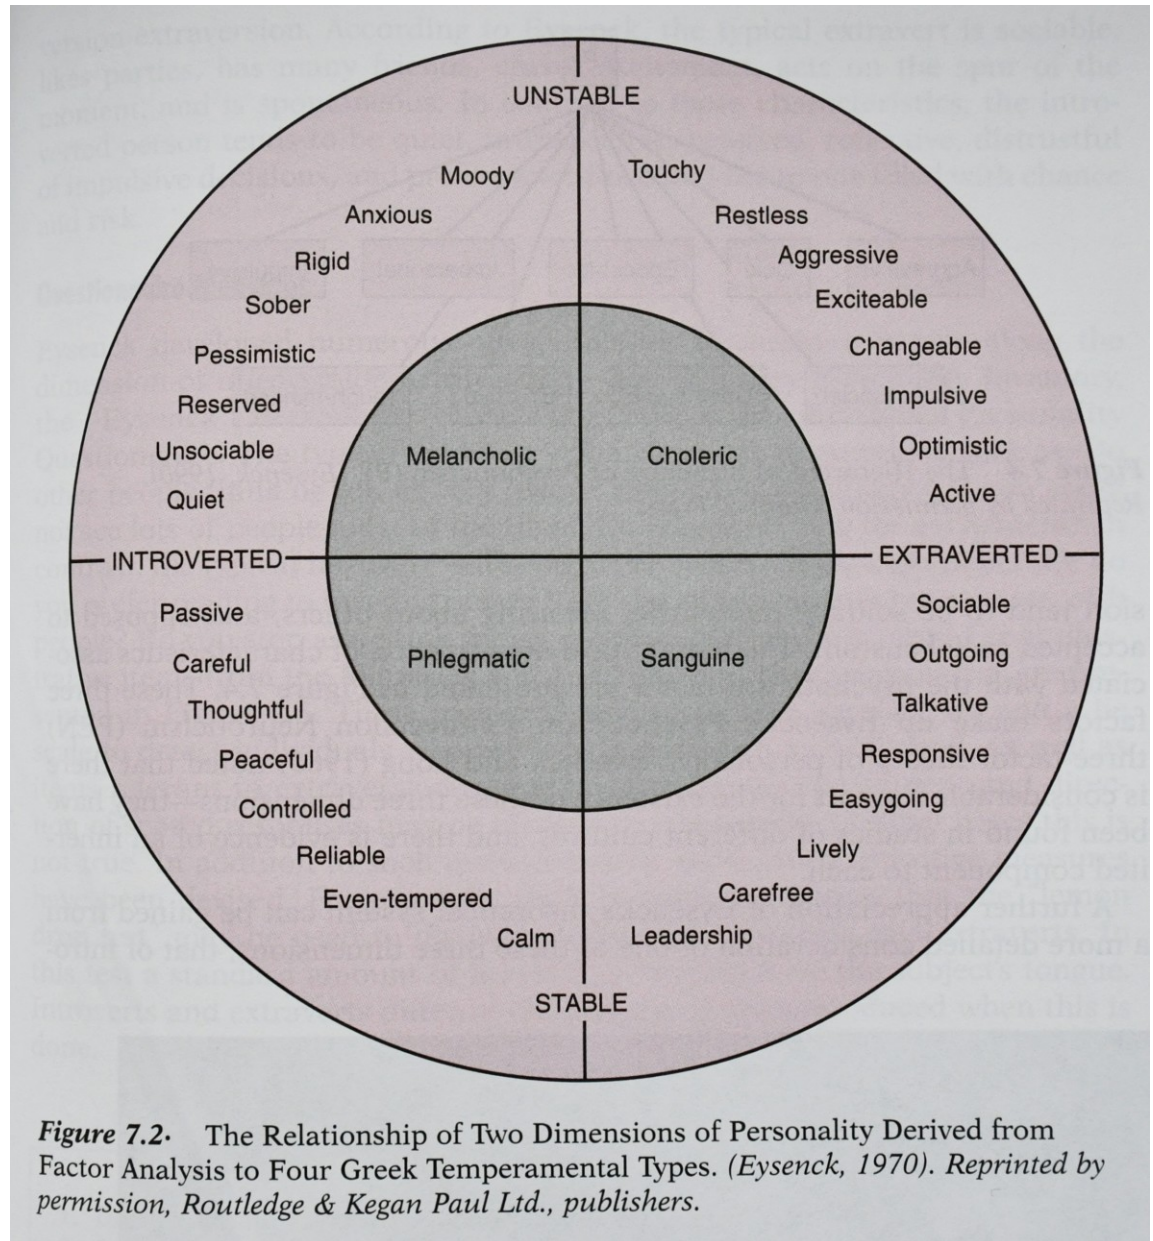 UNSTABLE
Moody
Touchy
Anxious
Restless
Rigid
Aggressive
Sober
Exciteable
Pessimistic
Changeable
Reserved
Impulsive
Unsociable
Melancholic
Choleric
Optimistic
Quiet
Active
INTROVERTED
EXTRAVERTED
Passive
Sociable
Careful
Phlegmatic
Sanguine
Outgoing
Thoughtful
Talkative
Peaceful
Responsive
Controlled
Easygoing
Reliable
Lively
Even-tempered
Carefree
Calm
Leadership
STABLE
Figure 7.2. The Relationship of Two Dimensions of Personality Derived from
Factor Analysis to Four Greek Temperamental Types. (Eysenck, 1970). Reprinted by
permission, Routledge & Kegan Paul Ltd., publishers.